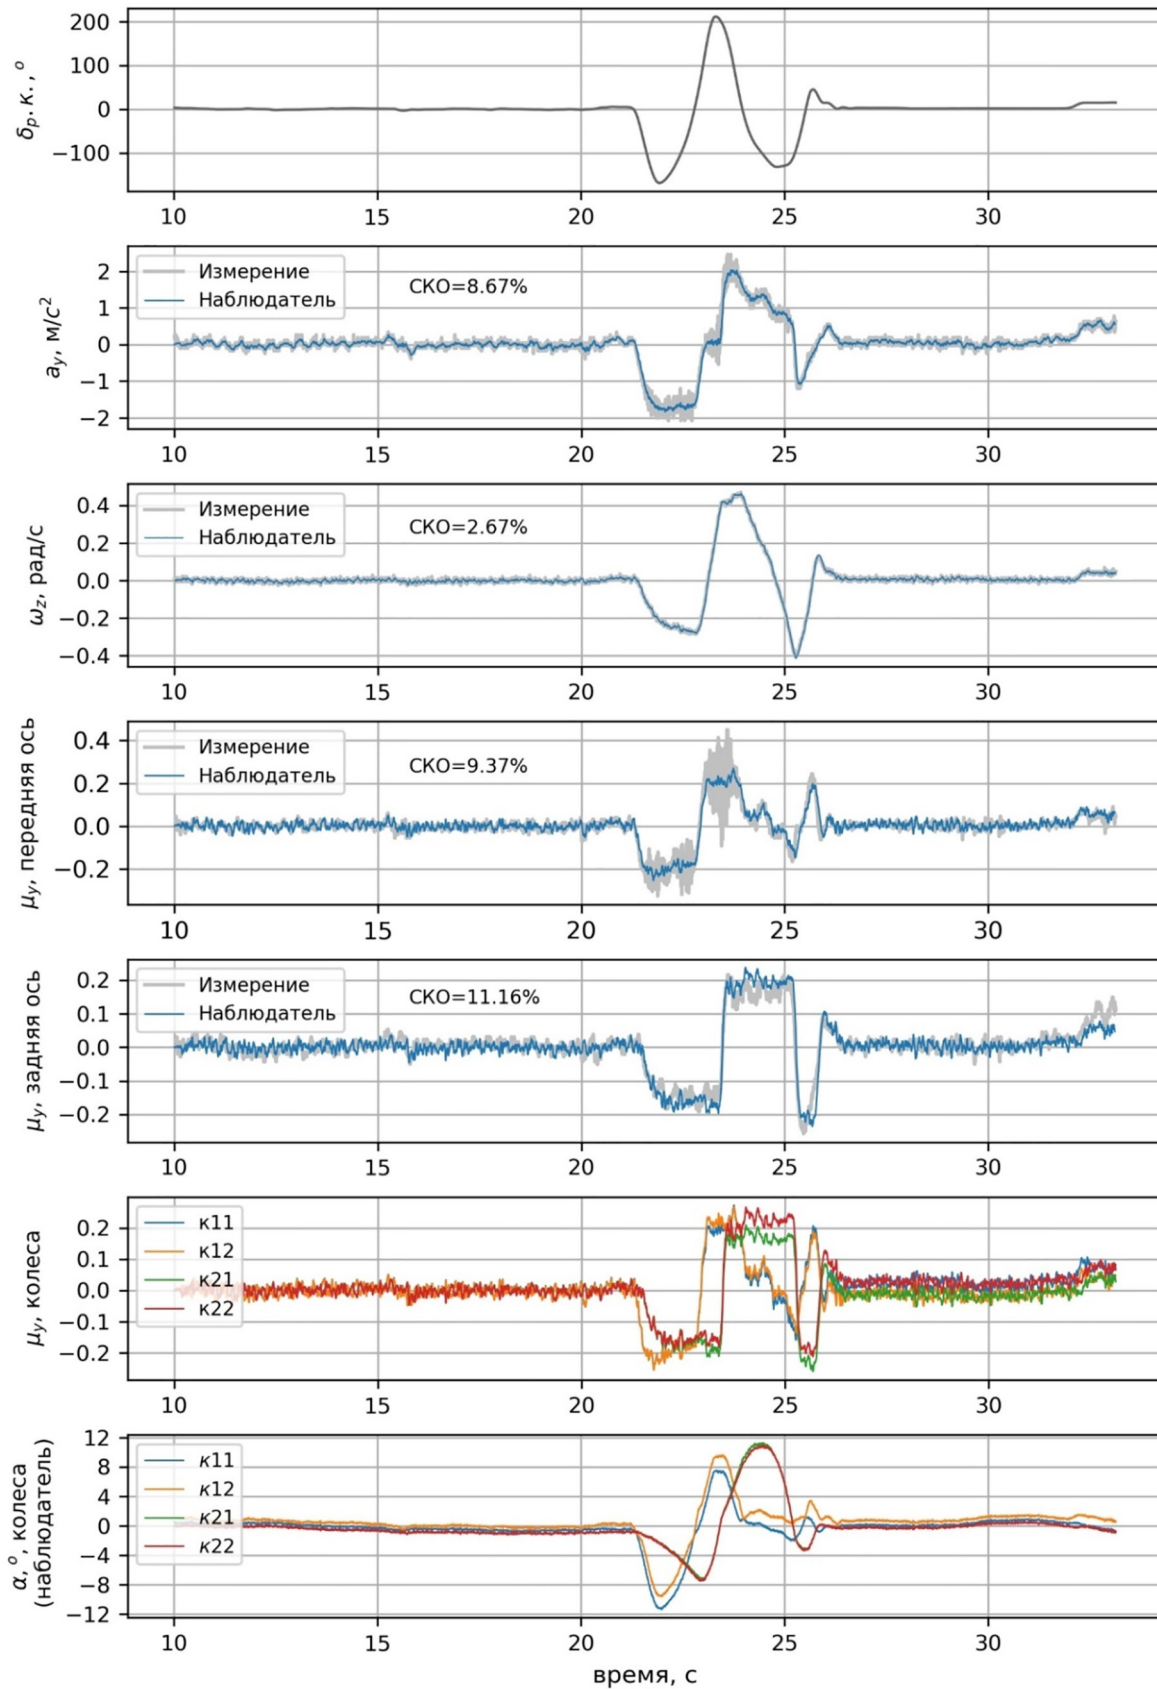 δр.к., °
200
100
0
−100
10 15 20 25 30
aᵧ, м/с²
Измерение
Наблюдатель
СКО=8.67%
2
1
0
−1
−2
10 15 20 25 30
ω_z, рад/с
Измерение
Наблюдатель
СКО=2.67%
0.4
0.2
0.0
−0.2
−0.4
10 15 20 25 30
μᵧ, передняя ось
Измерение
Наблюдатель
СКО=9.37%
0.4
0.2
0.0
−0.2
10 15 20 25 30
μᵧ, задняя ось
Измерение
Наблюдатель
СКО=11.16%
0.2
0.1
0.0
−0.1
−0.2
10 15 20 25 30
μᵧ, колеса
к11
к12
к21
к22
0.2
0.1
0.0
−0.1
−0.2
10 15 20 25 30
α,°, колеса
(наблюдатель)
к11
к12
к21
к22
12
8
4
0
−4
−8
−12
10 15 20 25 30
время, с